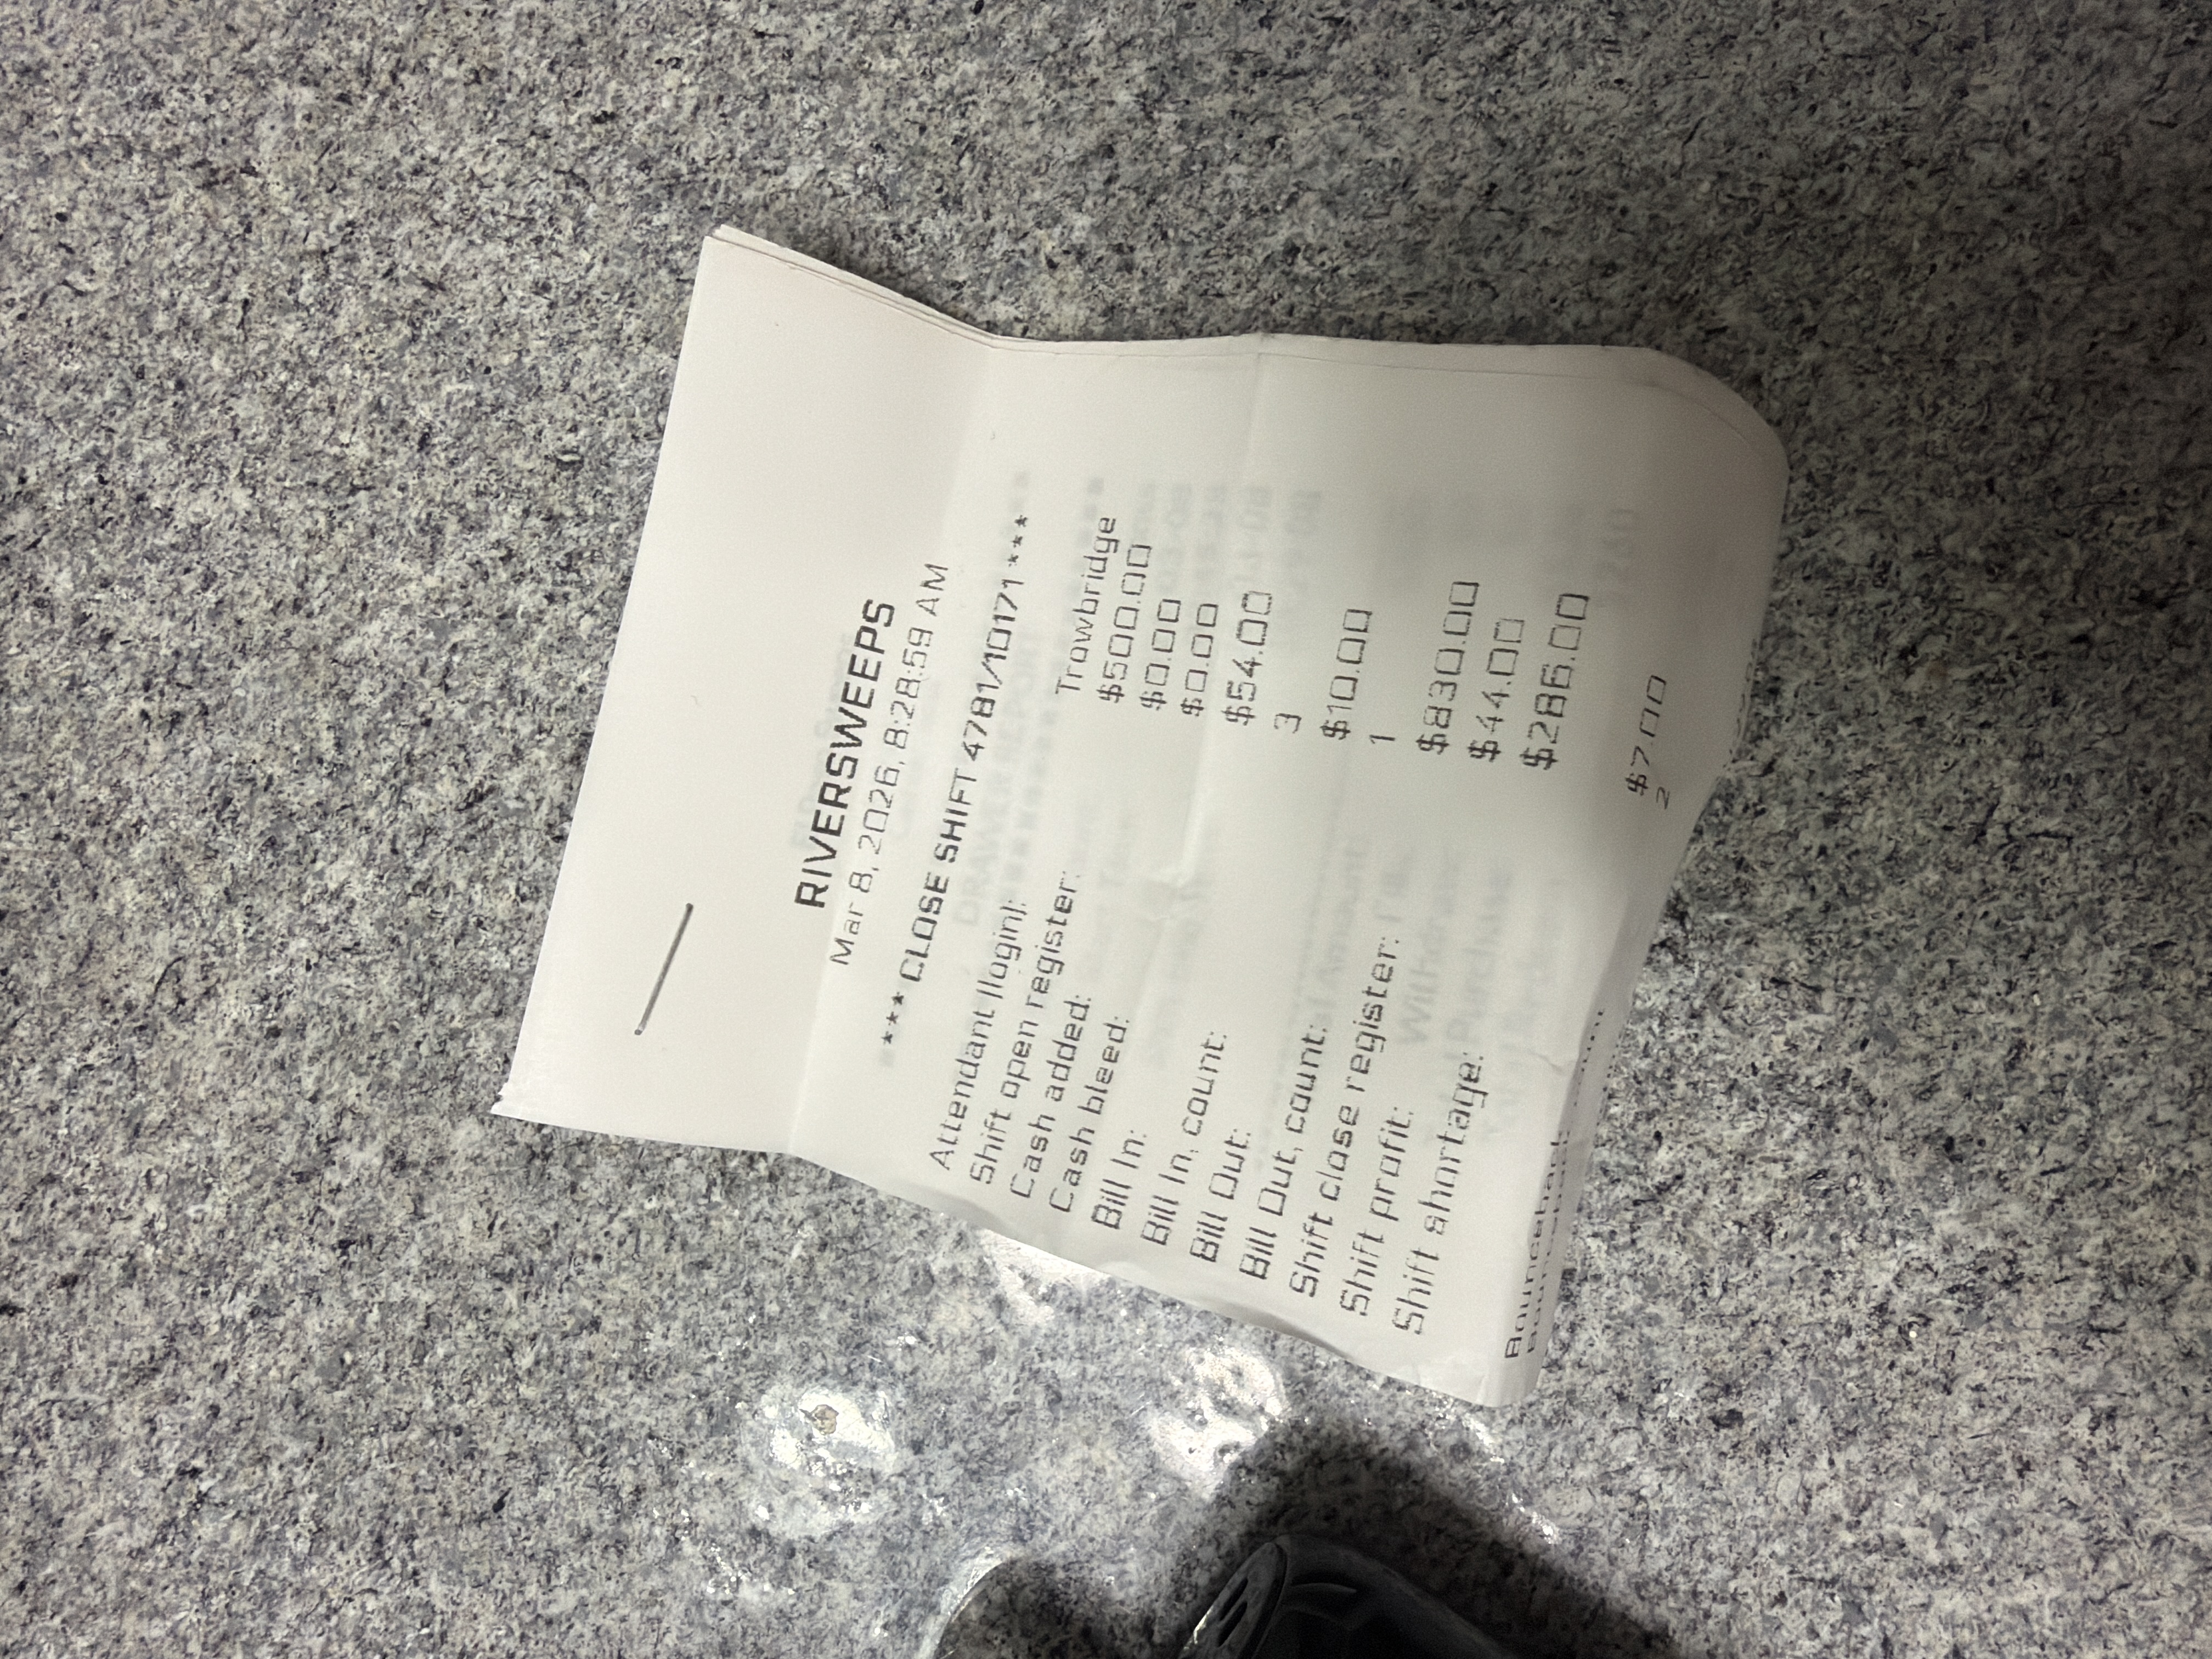 RIVERSWEEPS
Mar 8, 2026, 8:28:59 AM
**** CLOSE SHIFT 4781/10171 ****
Attendant (login): Trowbridge
Shift open register: $500.00
Cash added: $0.00
Cash bleed: $0.00
Bill In: $54.00
Bill In, count: 3
Bill Out: $10.00
Bill Out, count: 1
Shift close register: $830.00
Shift profit: $44.00
Shift shortage: $286.00
$7.00
2